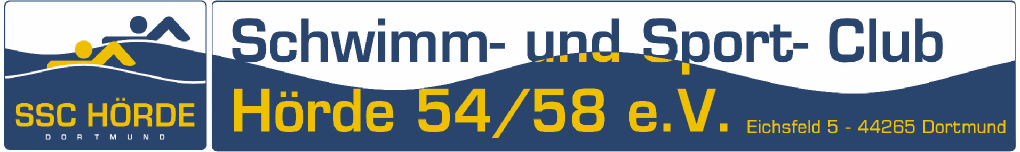 SSC HÖRDE
DORTMUND
Schwimm- und Sport- Club
Hörde 54/58 e.V.
Eichsfeld 5 - 44265 Dortmund